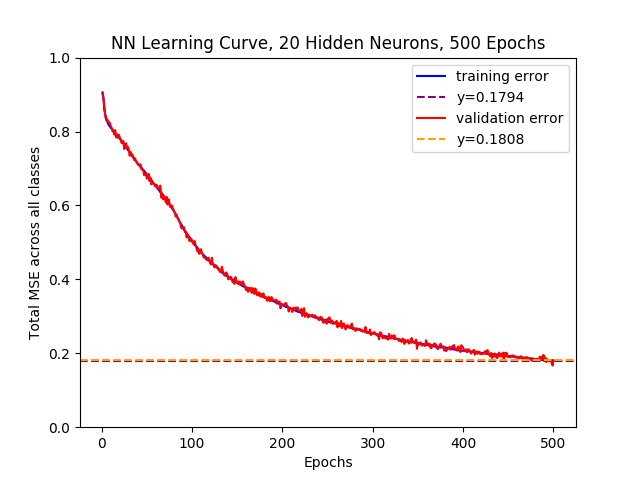 NN Learning Curve, 20 Hidden Neurons, 500 Epochs
training error
y=0.1794
validation error
y=0.1808
Total MSE across all classes
1.0
0.8
0.6
0.4
0.2
0.0
0 100 200 300 400 500
Epochs